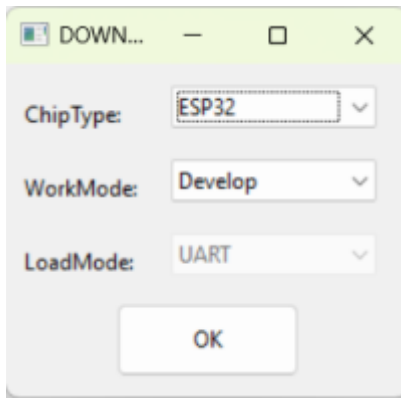 DOWN...
ChipType: ESP32
WorkMode: Develop
LoadMode: UART
OK